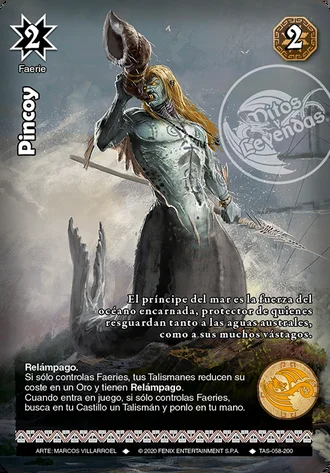 2
2
Faerie
Pincoy
Mitos
y
Leyendas
El príncipe del mar es la fuerza del
océano encarnada, protector de quienes
resguardan tanto a las aguas australes,
como a sus muchos vástagos.
Relámpago.
Si sólo controlas Faeries, tus Talismanes reducen su
coste en un Oro y tienen Relámpago.
Cuando entra en juego, si sólo controlas Faeries,
busca en tu Castillo un Talismán y ponlo en tu mano.
ARTE: MARCOS VILLARROEL ◆ © 2020 FENIX ENTERTAINMENT S.P.A. ◆ TAS-058-200